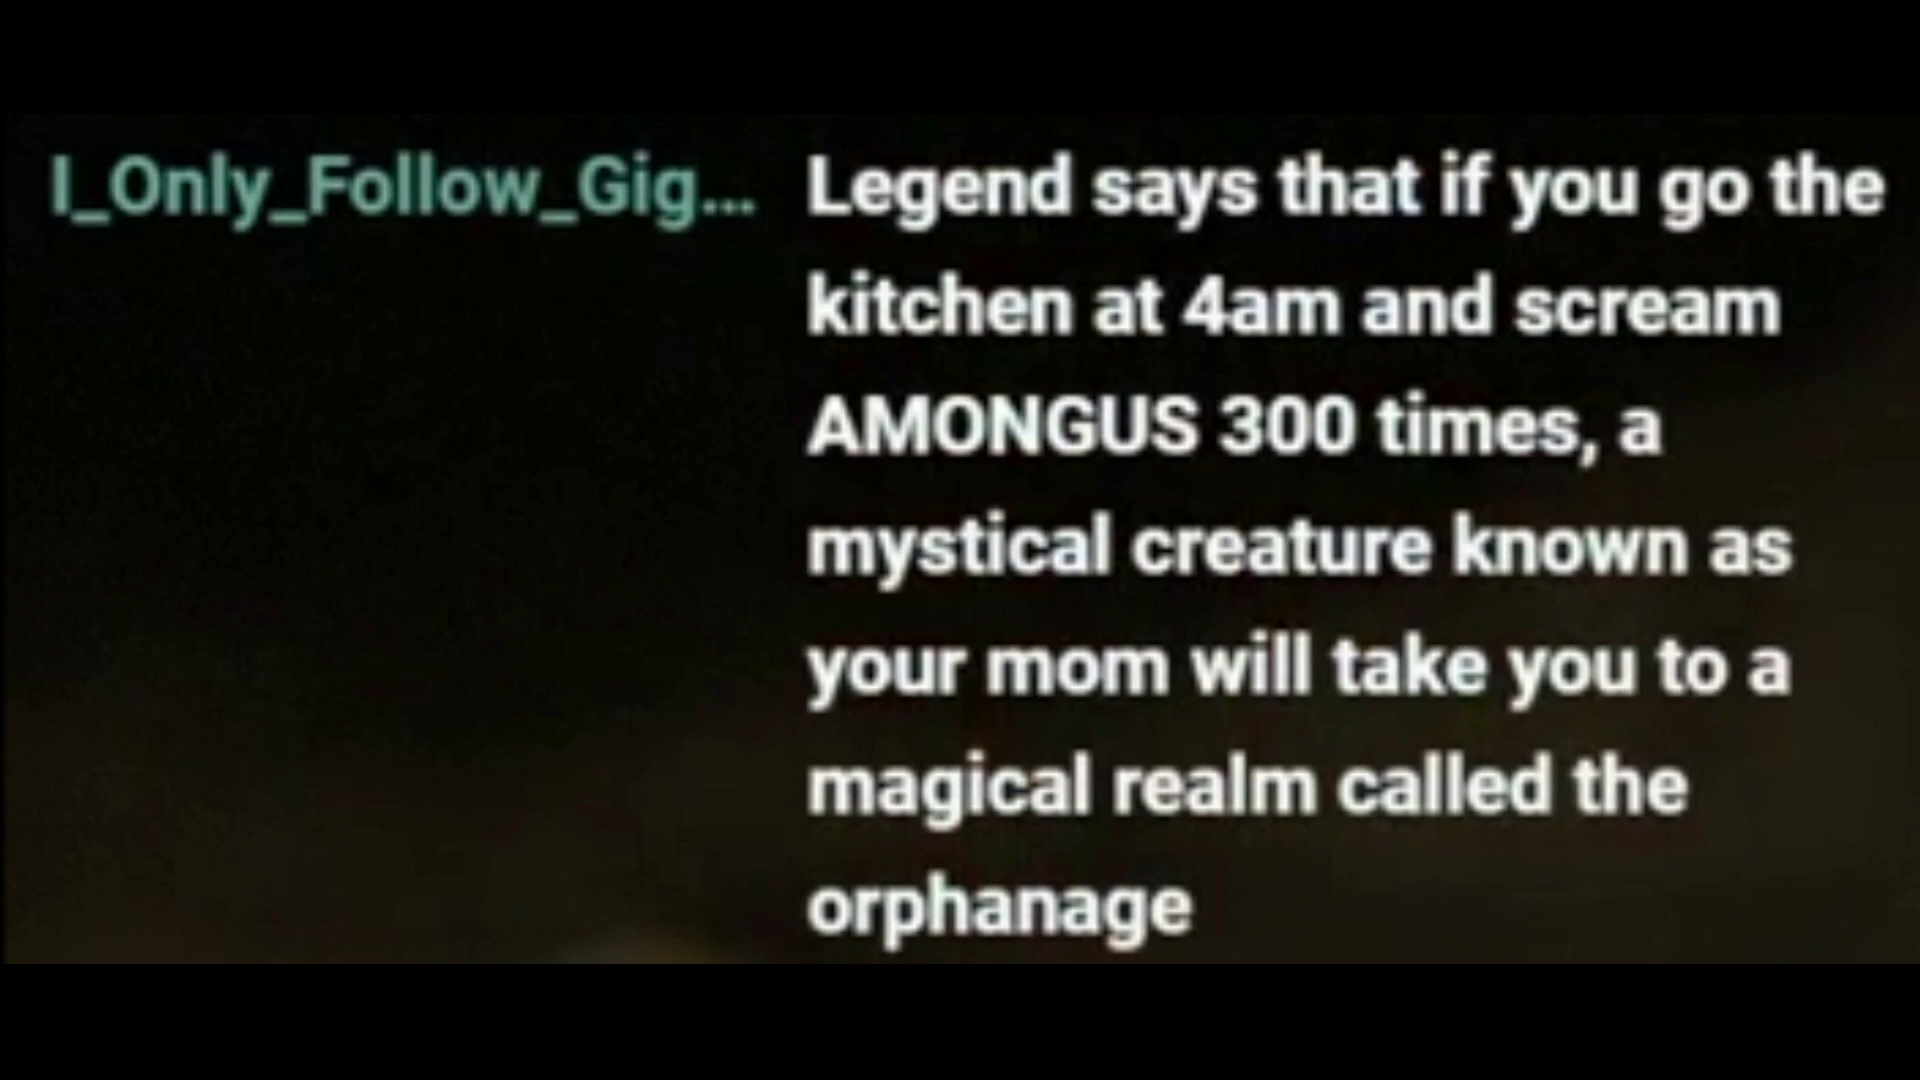 I_Only_Follow_Gig... Legend says that if you go the
kitchen at 4am and scream
AMONGUS 300 times, a
mystical creature known as
your mom will take you to a
magical realm called the
orphanage